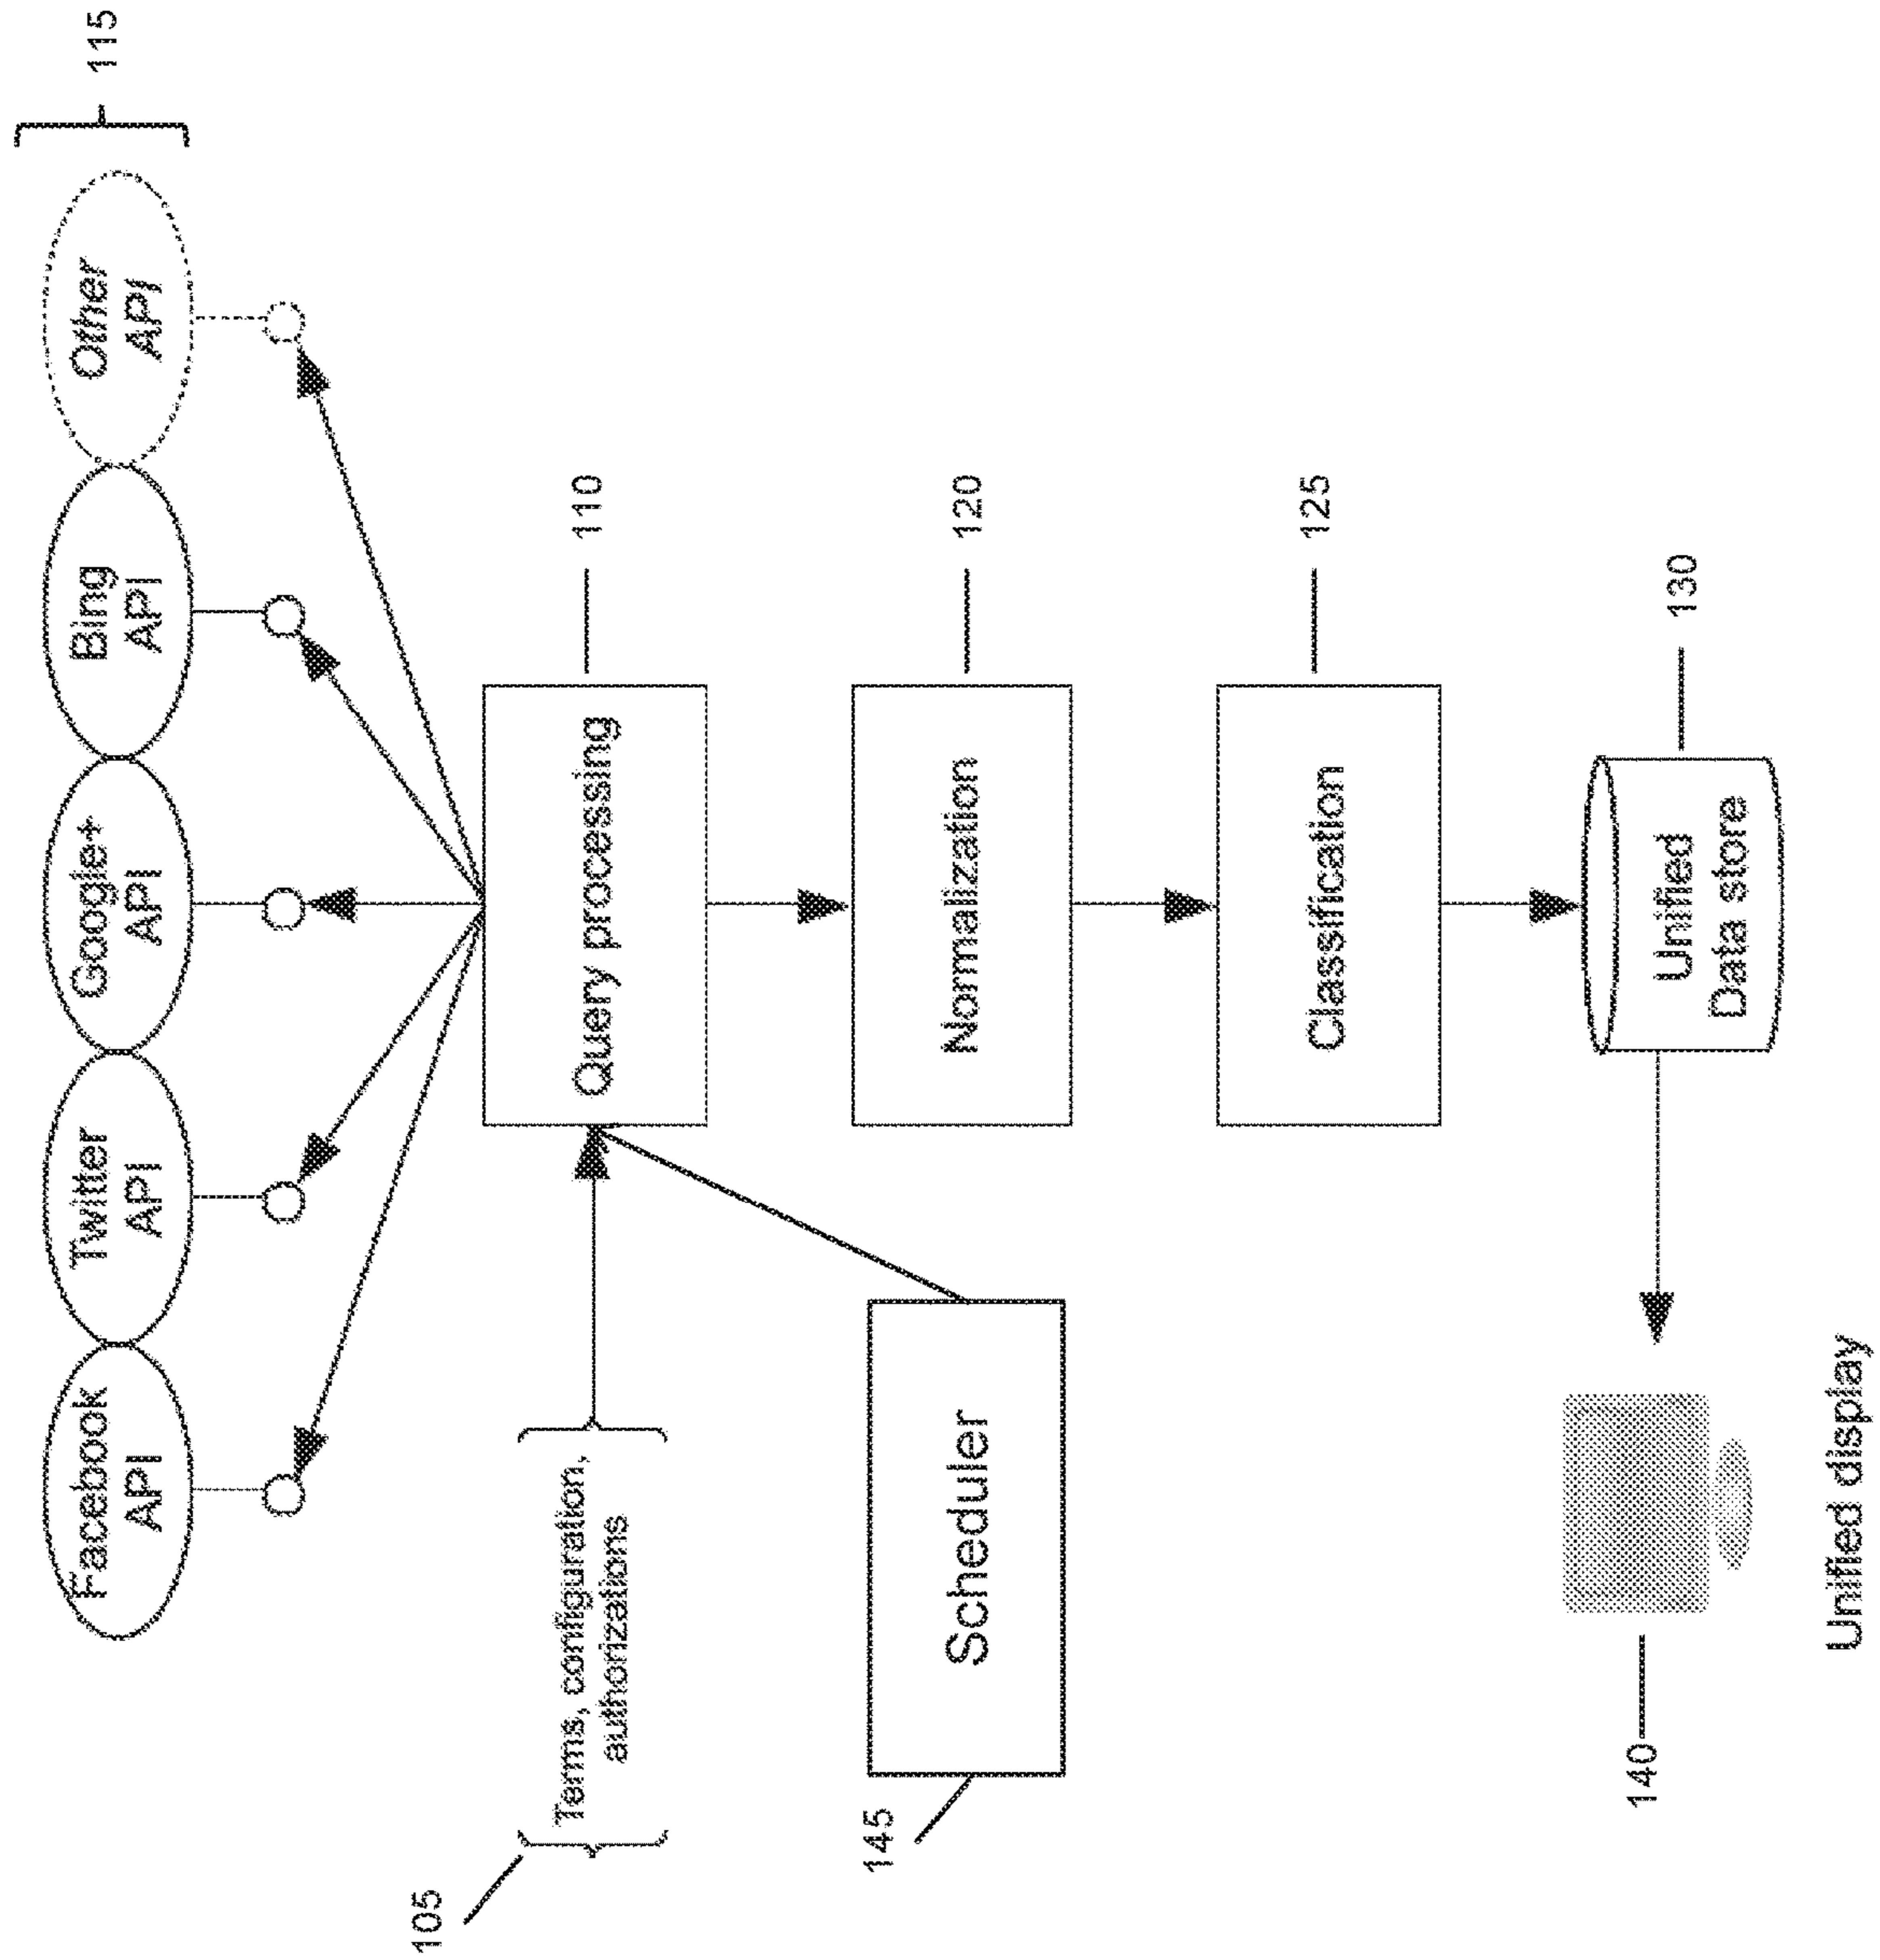 Facebook
API
Twitter
API
Google+
API
Bing
API
Other
API
115
105
Terms, configuration,
authorizations
Query processing
110
145
Scheduler
Normalization
120
Classification
125
Unified
Data store
130
140
Unified display